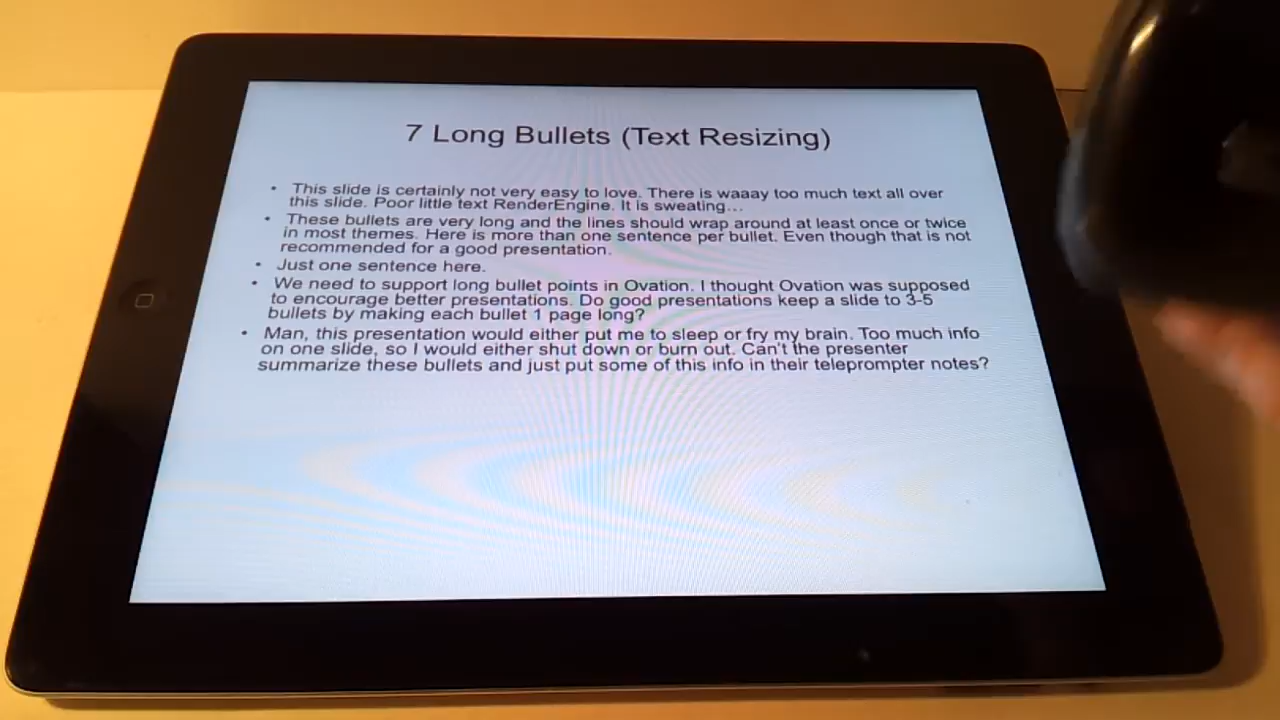 7 Long Bullets (Text Resizing)
• This slide is certainly not very easy to love. There is waaay too much text all over
this slide. Poor little text RenderEngine. It is sweating...
• These bullets are very long and the lines should wrap around at least once or twice
in most themes. Here is more than one sentence per bullet. Even though that is not
recommended for a good presentation.
• Just one sentence here.
• We need to support long bullet points in Ovation. I thought Ovation was supposed
to encourage better presentations. Do good presentations keep a slide to 3-5
bullets by making each bullet 1 page long?
• Man, this presentation would either put me to sleep or fry my brain. Too much info
on one slide, so I would either shut down or burn out. Can't the presenter
summarize these bullets and just put some of this info in their teleprompter notes?